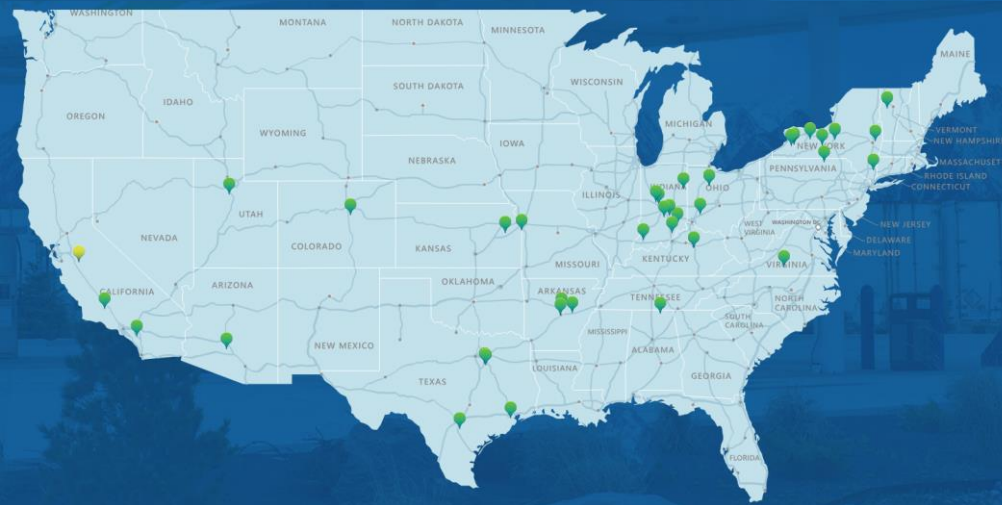 WASHINGTON
MONTANA
NORTH DAKOTA
MINNESOTA
MAINE
OREGON
IDAHO
SOUTH DAKOTA
WISCONSIN
WYOMING
MICHIGAN
VERMONT
NEW HAMPSHIRE
NEBRASKA
IOWA
NEW YORK
PENNSYLVANIA
MASSACHUSET
RHODE ISLAND
CONNECTICUT
NEVADA
UTAH
COLORADO
KANSAS
ILLINOIS
INDIANA
OHIO
WEST
VIRGINIA
WASHINGTON DC
NEW JERSEY
DELAWARE
MARYLAND
MISSOURI
KENTUCKY
VIRGINIA
CALIFORNIA
ARIZONA
OKLAHOMA
ARKANSAS
TENNESSEE
NORTH
CAROLINA
SOUTH
CAROLINA
NEW MEXICO
MISSISSIPPI
ALABAMA
TEXAS
LOUISIANA
GEORGIA
FLORIDA